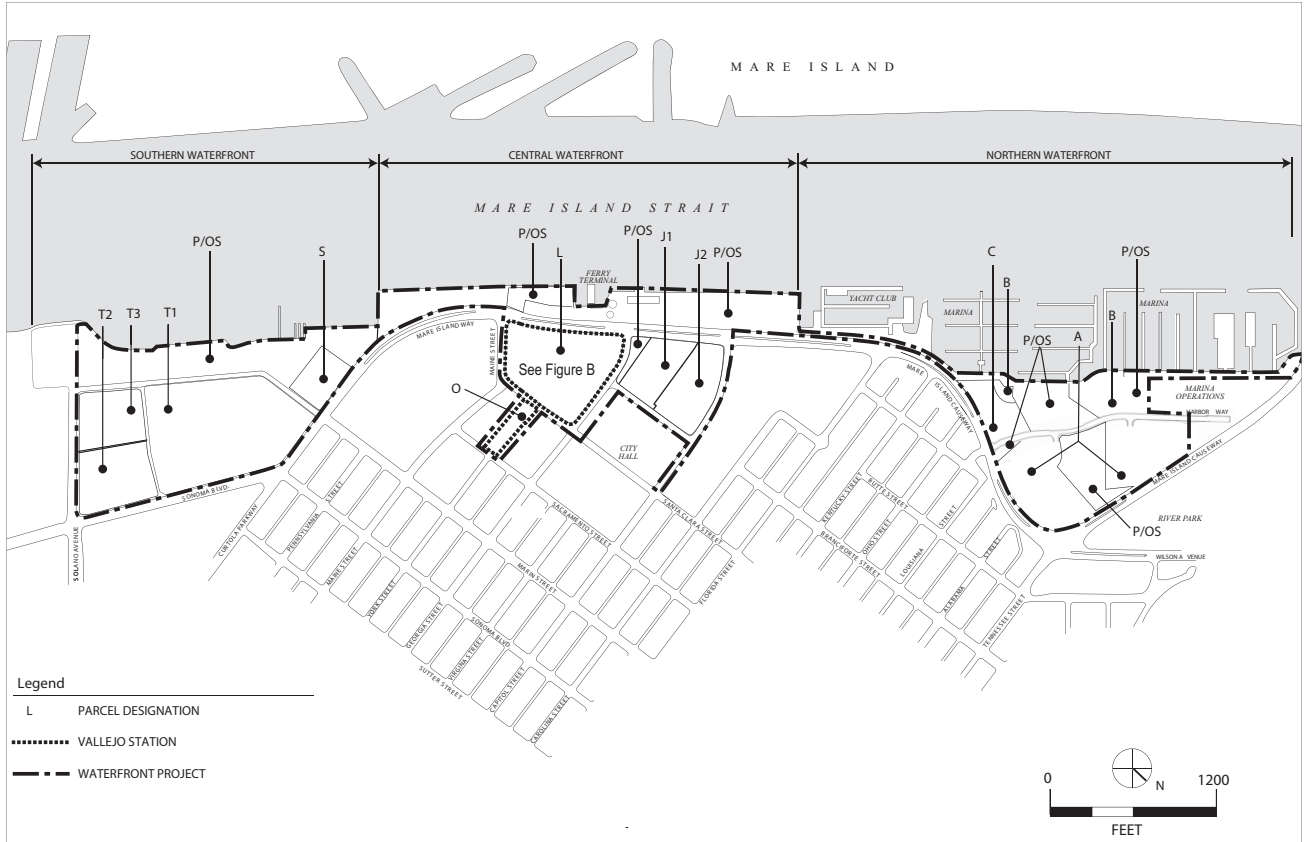 MARE ISLAND
SOUTHERN WATERFRONT
CENTRAL WATERFRONT
NORTHERN WATERFRONT
MARE ISLAND STRAIT
P/OS
S
P/OS
L
P/OS
J1
J2
P/OS
C
B
P/OS
FERRY
TERMINAL
YACHT CLUB
MARINA
MARINA
T2
T3
T1
MARE ISLAND WAY
MAINE STREET
See Figure B
O
CITY
HALL
P/OS
A
B
MARE ISLAND CAUSEWAY
MARINA
OPERATIONS
HARBOR WAY
MARE ISLAND CAUSEWAY
RIVER PARK
P/OS
WILSON A VENUE
SONOMA BLVD.
SOLANO AVENUE
CURTOLA PARKWAY
PENNSYLVANIA STREET
MAINE STREET
YORK STREET
GEORGIA STREET
VIRGINIA STREET
CAPITOL STREET
CAROLINA STREET
SUTTER STREET
SONOMA BLVD
MARIN STREET
SACRAMENTO STREET
SANTA CLARA STREET
FLORIDA STREET
KENTUCKY STREET
BRANCIFORTE STREET
OHIO STREET
BUTTE STREET
LOUISIANA STREET
ALABAMA STREET
TENNESSEE STREET
Legend
L PARCEL DESIGNATION
VALLEJO STATION
WATERFRONT PROJECT
N
0 1200
FEET